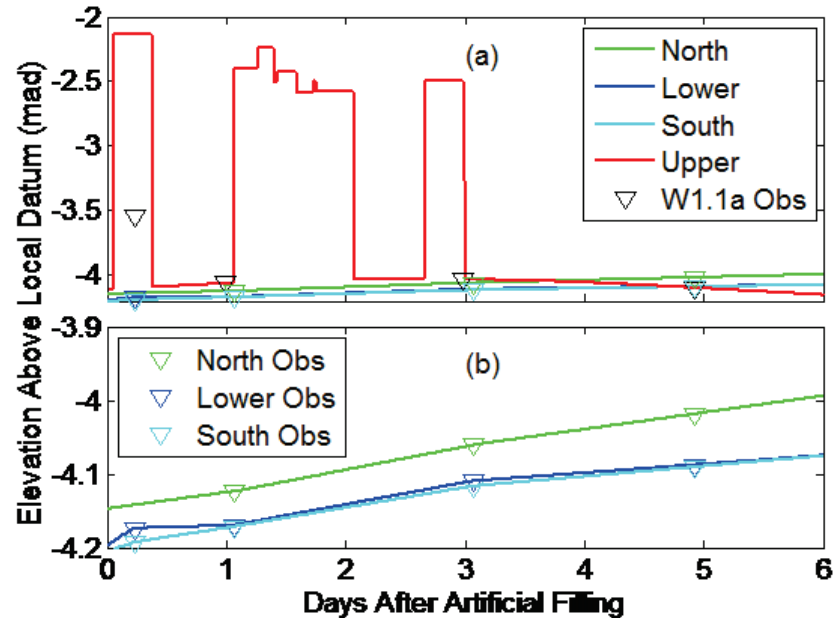 -2
-2.5
-3
-3.5
-4
(a)
North
Lower
South
Upper
W1.1a Obs
Elevation Above Local Datum (mad)
-3.9
-4
-4.1
-4.2
(b)
North Obs
Lower Obs
South Obs
0 1 2 3 4 5 6
Days After Artificial Filling